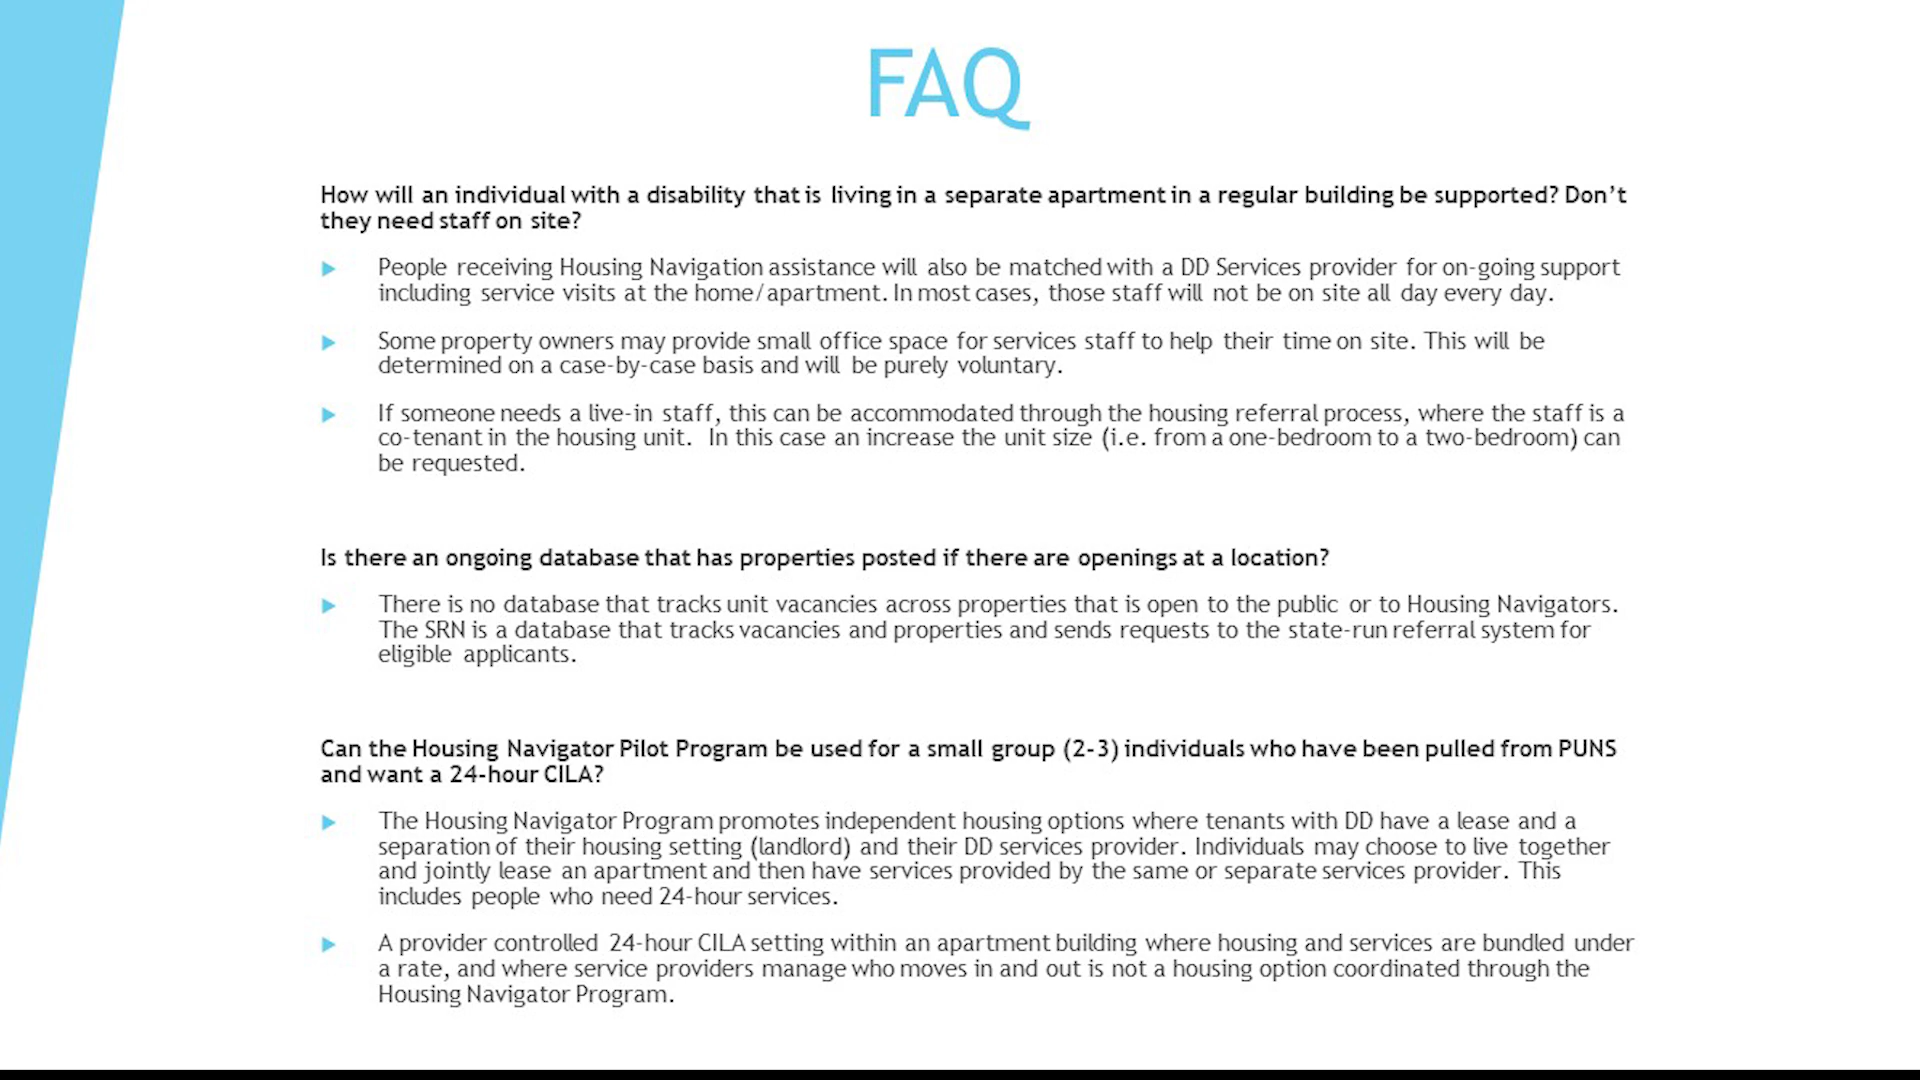 FAQ
How will an individual with a disability that is living in a separate apartment in a regular building be supported? Don’t
they need staff on site?
People receiving Housing Navigation assistance will also be matched with a DD Services provider for on-going support
including service visits at the home/apartment. In most cases, those staff will not be on site all day every day.
Some property owners may provide small office space for services staff to help their time on site. This will be
determined on a case-by-case basis and will be purely voluntary.
If someone needs a live-in staff, this can be accommodated through the housing referral process, where the staff is a
co-tenant in the housing unit. In this case an increase the unit size (i.e. from a one-bedroom to a two-bedroom) can
be requested.
Is there an ongoing database that has properties posted if there are openings at a location?
There is no database that tracks unit vacancies across properties that is open to the public or to Housing Navigators.
The SRN is a database that tracks vacancies and properties and sends requests to the state-run referral system for
eligible applicants.
Can the Housing Navigator Pilot Program be used for a small group (2-3) individuals who have been pulled from PUNS
and want a 24-hour CILA?
The Housing Navigator Program promotes independent housing options where tenants with DD have a lease and a
separation of their housing setting (landlord) and their DD services provider. Individuals may choose to live together
and jointly lease an apartment and then have services provided by the same or separate services provider. This
includes people who need 24-hour services.
A provider controlled 24-hour CILA setting within an apartment building where housing and services are bundled under
a rate, and where service providers manage who moves in and out is not a housing option coordinated through the
Housing Navigator Program.